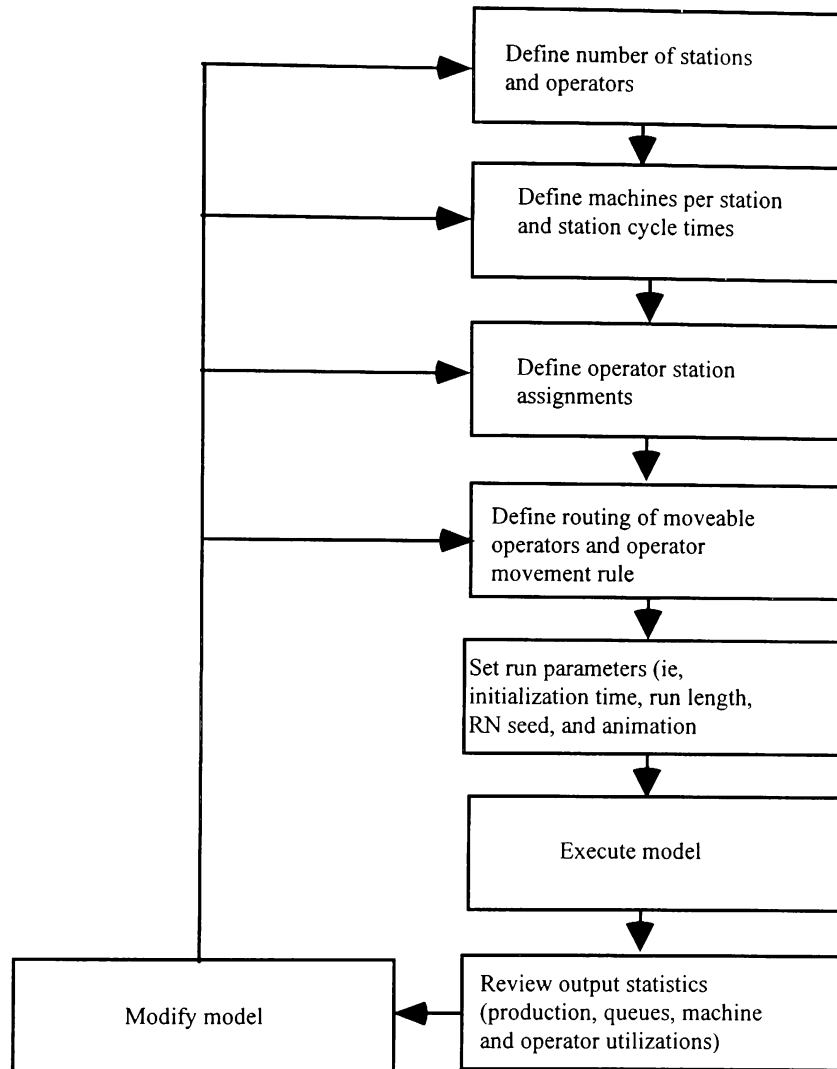 Define number of stations
and operators
Define machines per station
and station cycle times
Define operator station
assignments
Define routing of moveable
operators and operator
movement rule
Set run parameters (ie,
initialization time, run length,
RN seed, and animation
Execute model
Review output statistics
(production, queues, machine
and operator utilizations)
Modify model